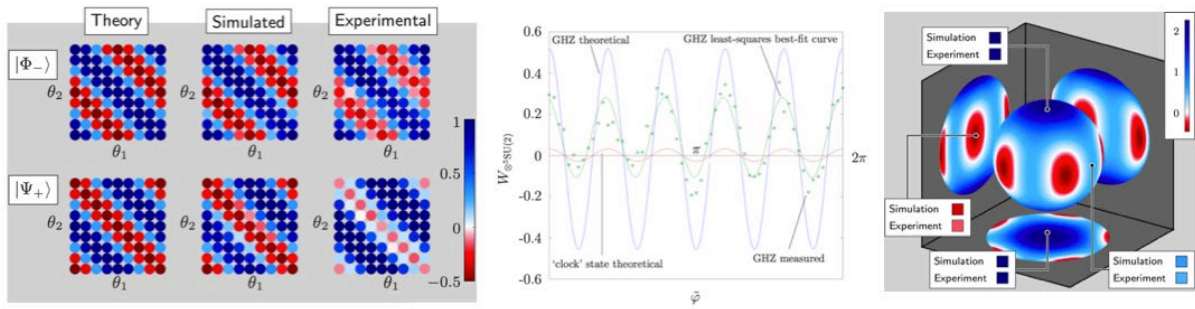 Theory
Simulated
Experimental
|Φ₋⟩
θ₂
θ₂
θ₂
θ₁
θ₁
θ₁
|Ψ₊⟩
θ₂
θ₂
θ₂
θ₁
θ₁
θ₁
1
0
−0.5
0.6
0.4
0.2
0
-0.2
-0.4
-0.6
GHZ theoretical
GHZ least-squares best-fit curve
π
2π
'clock' state theoretical
GHZ measured
W⊗⁵SU(2)
φ̃
Simulation
Experiment
2
1
0
Simulation
Experiment
Simulation
Experiment
Simulation
Experiment